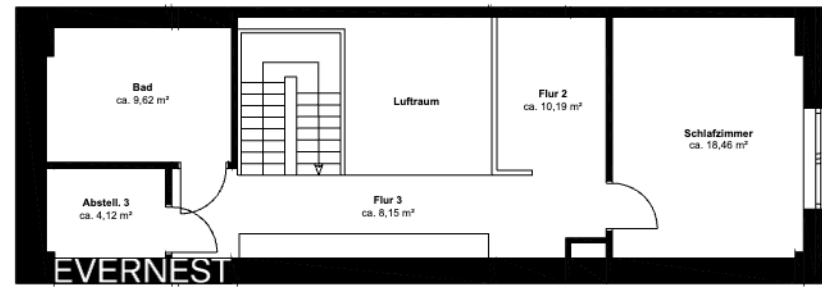 Bad
ca. 9,62 m²
Luftraum
Flur 2
ca. 10,19 m²
Schlafzimmer
ca. 18,46 m²
Abstell. 3
ca. 4,12 m²
Flur 3
ca. 8,15 m²
EVERNEST